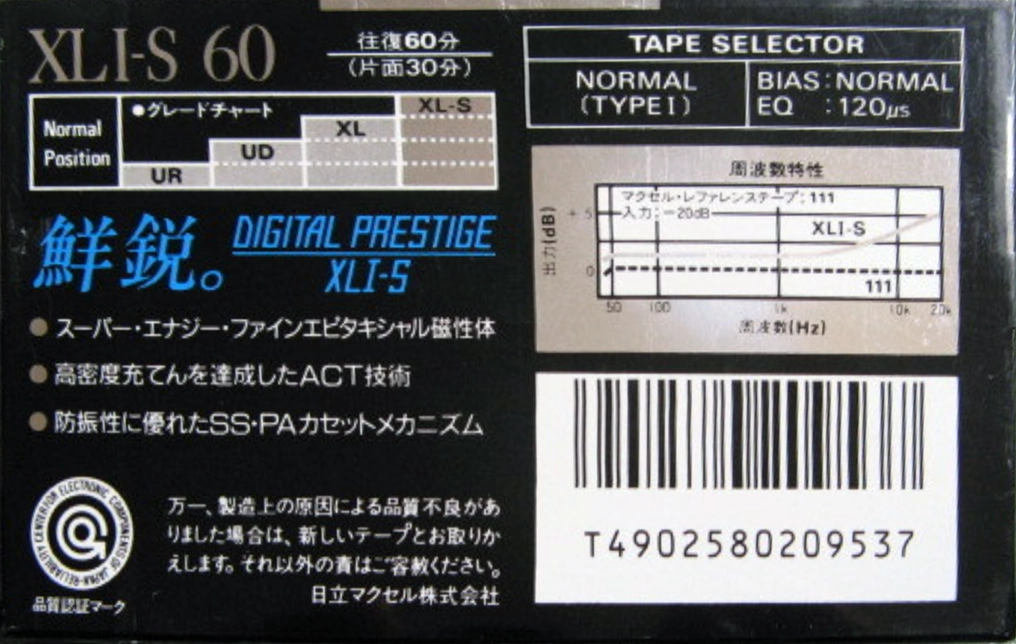 XLI-S 60
往復60分
(片面30分)
Normal
Position
●グレードチャート
UR
UD
XL
XL-S
鮮鋭。
DIGITAL PRESTIGE
XLI-S
●スーパー・エナジー・ファインエピタキシャル磁性体
●高密度充てんを達成したACT技術
●防振性に優れたSS・PAカセットメカニズム
RELIABILITY CENTER FOR ELECTRONIC COMPONENTS OF JAPAN
品質認証マーク
万一、製造上の原因による品質不良があ
りました場合は、新しいテープとお取りか
えします。それ以外の責はご容赦ください。
日立マクセル株式会社
TAPE SELECTOR
NORMAL
(TYPE I)
BIAS:NORMAL
EQ :120μs
周波数特性
マクセル・レファレンステープ:111
入力:-20dB
XLI-S
111
出力(dB)
+5
0
50 100 1k 10k 20k
周波数(Hz)
T4902580209537